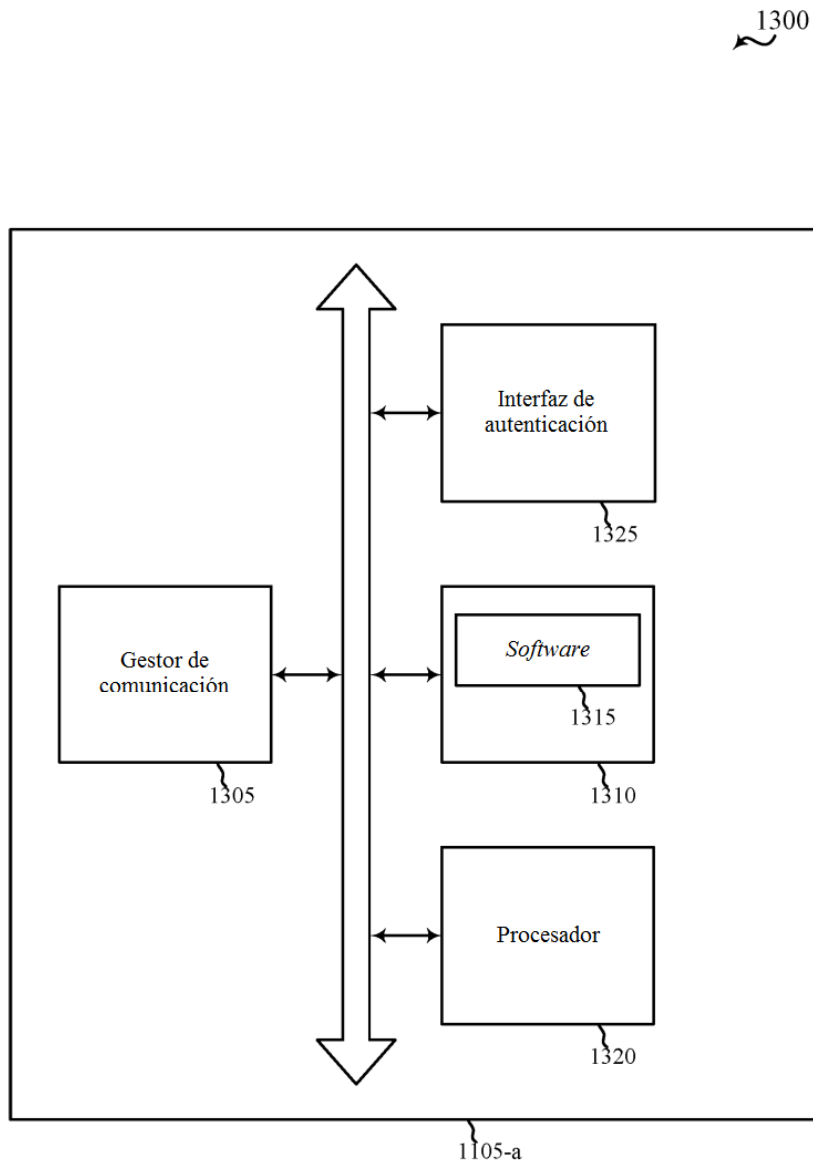 1300
Interfaz de
autenticación
1325
Gestor de
comunicación
1305
Software
1315
1310
Procesador
1320
1105-a